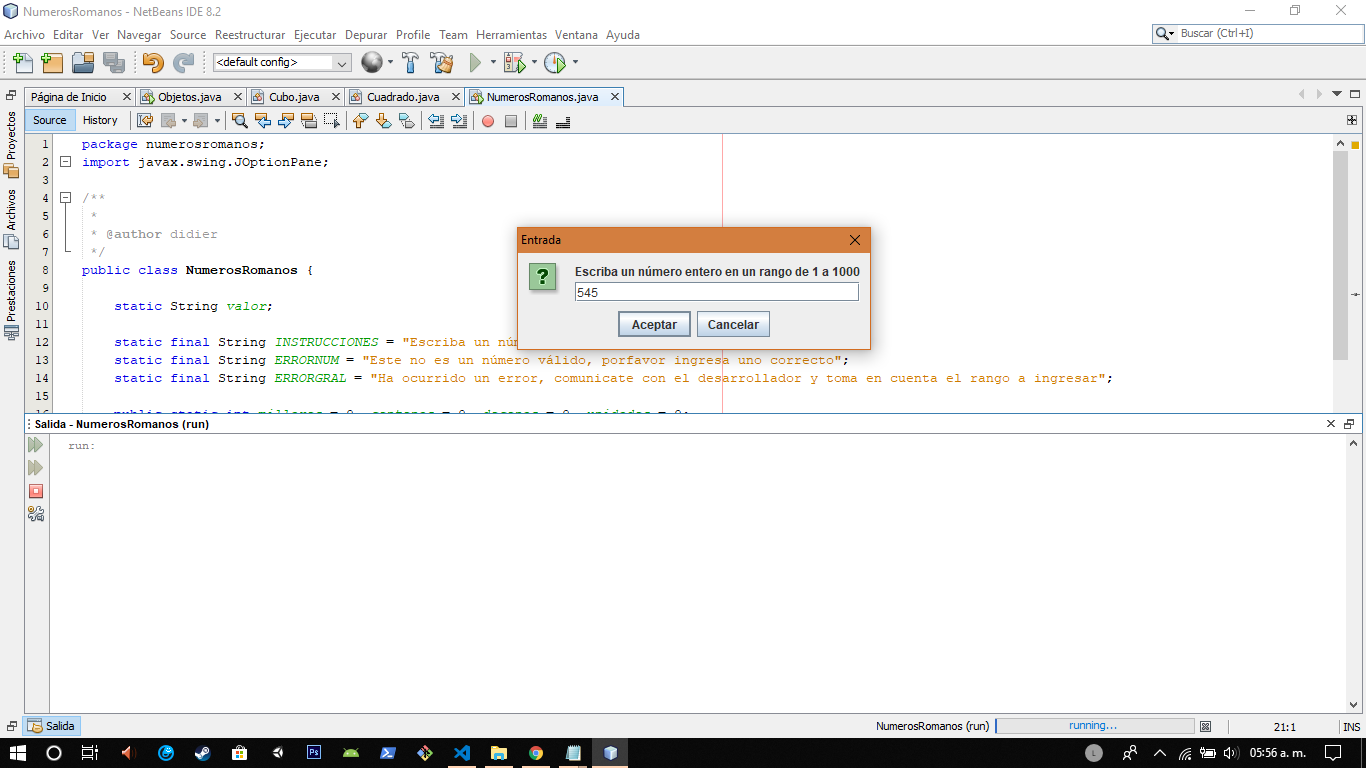 NumerosRomanos - NetBeans IDE 8.2
Archivo Editar Ver Navegar Source Reestructurar Ejecutar Depurar Profile Team Herramientas Ventana Ayuda
Buscar (Ctrl+I)
<default config>
Página de Inicio Objetos.java Cubo.java Cuadrado.java NumerosRomanos.java
Source History
Proyectos
Archivos
Prestaciones
1 package numerosromanos;
2 import javax.swing.JOptionPane;
3
4 /**
5 *
6 * @author didier
7 */
8 public class NumerosRomanos {
9
10 static String valor;
11
12 static final String INSTRUCCIONES = "Escriba un nú
13 static final String ERRORNUM = "Este no es un número válido, porfavor ingresa uno correcto";
14 static final String ERRORGRAL = "Ha ocurrido un error, comunicate con el desarrollador y toma en cuenta el rango a ingresar";
15
Entrada
Escriba un número entero en un rango de 1 a 1000
545
Aceptar Cancelar
Salida - NumerosRomanos (run)
run:
Salida
NumerosRomanos (run) running... 21:1 INS
05:56 a. m.